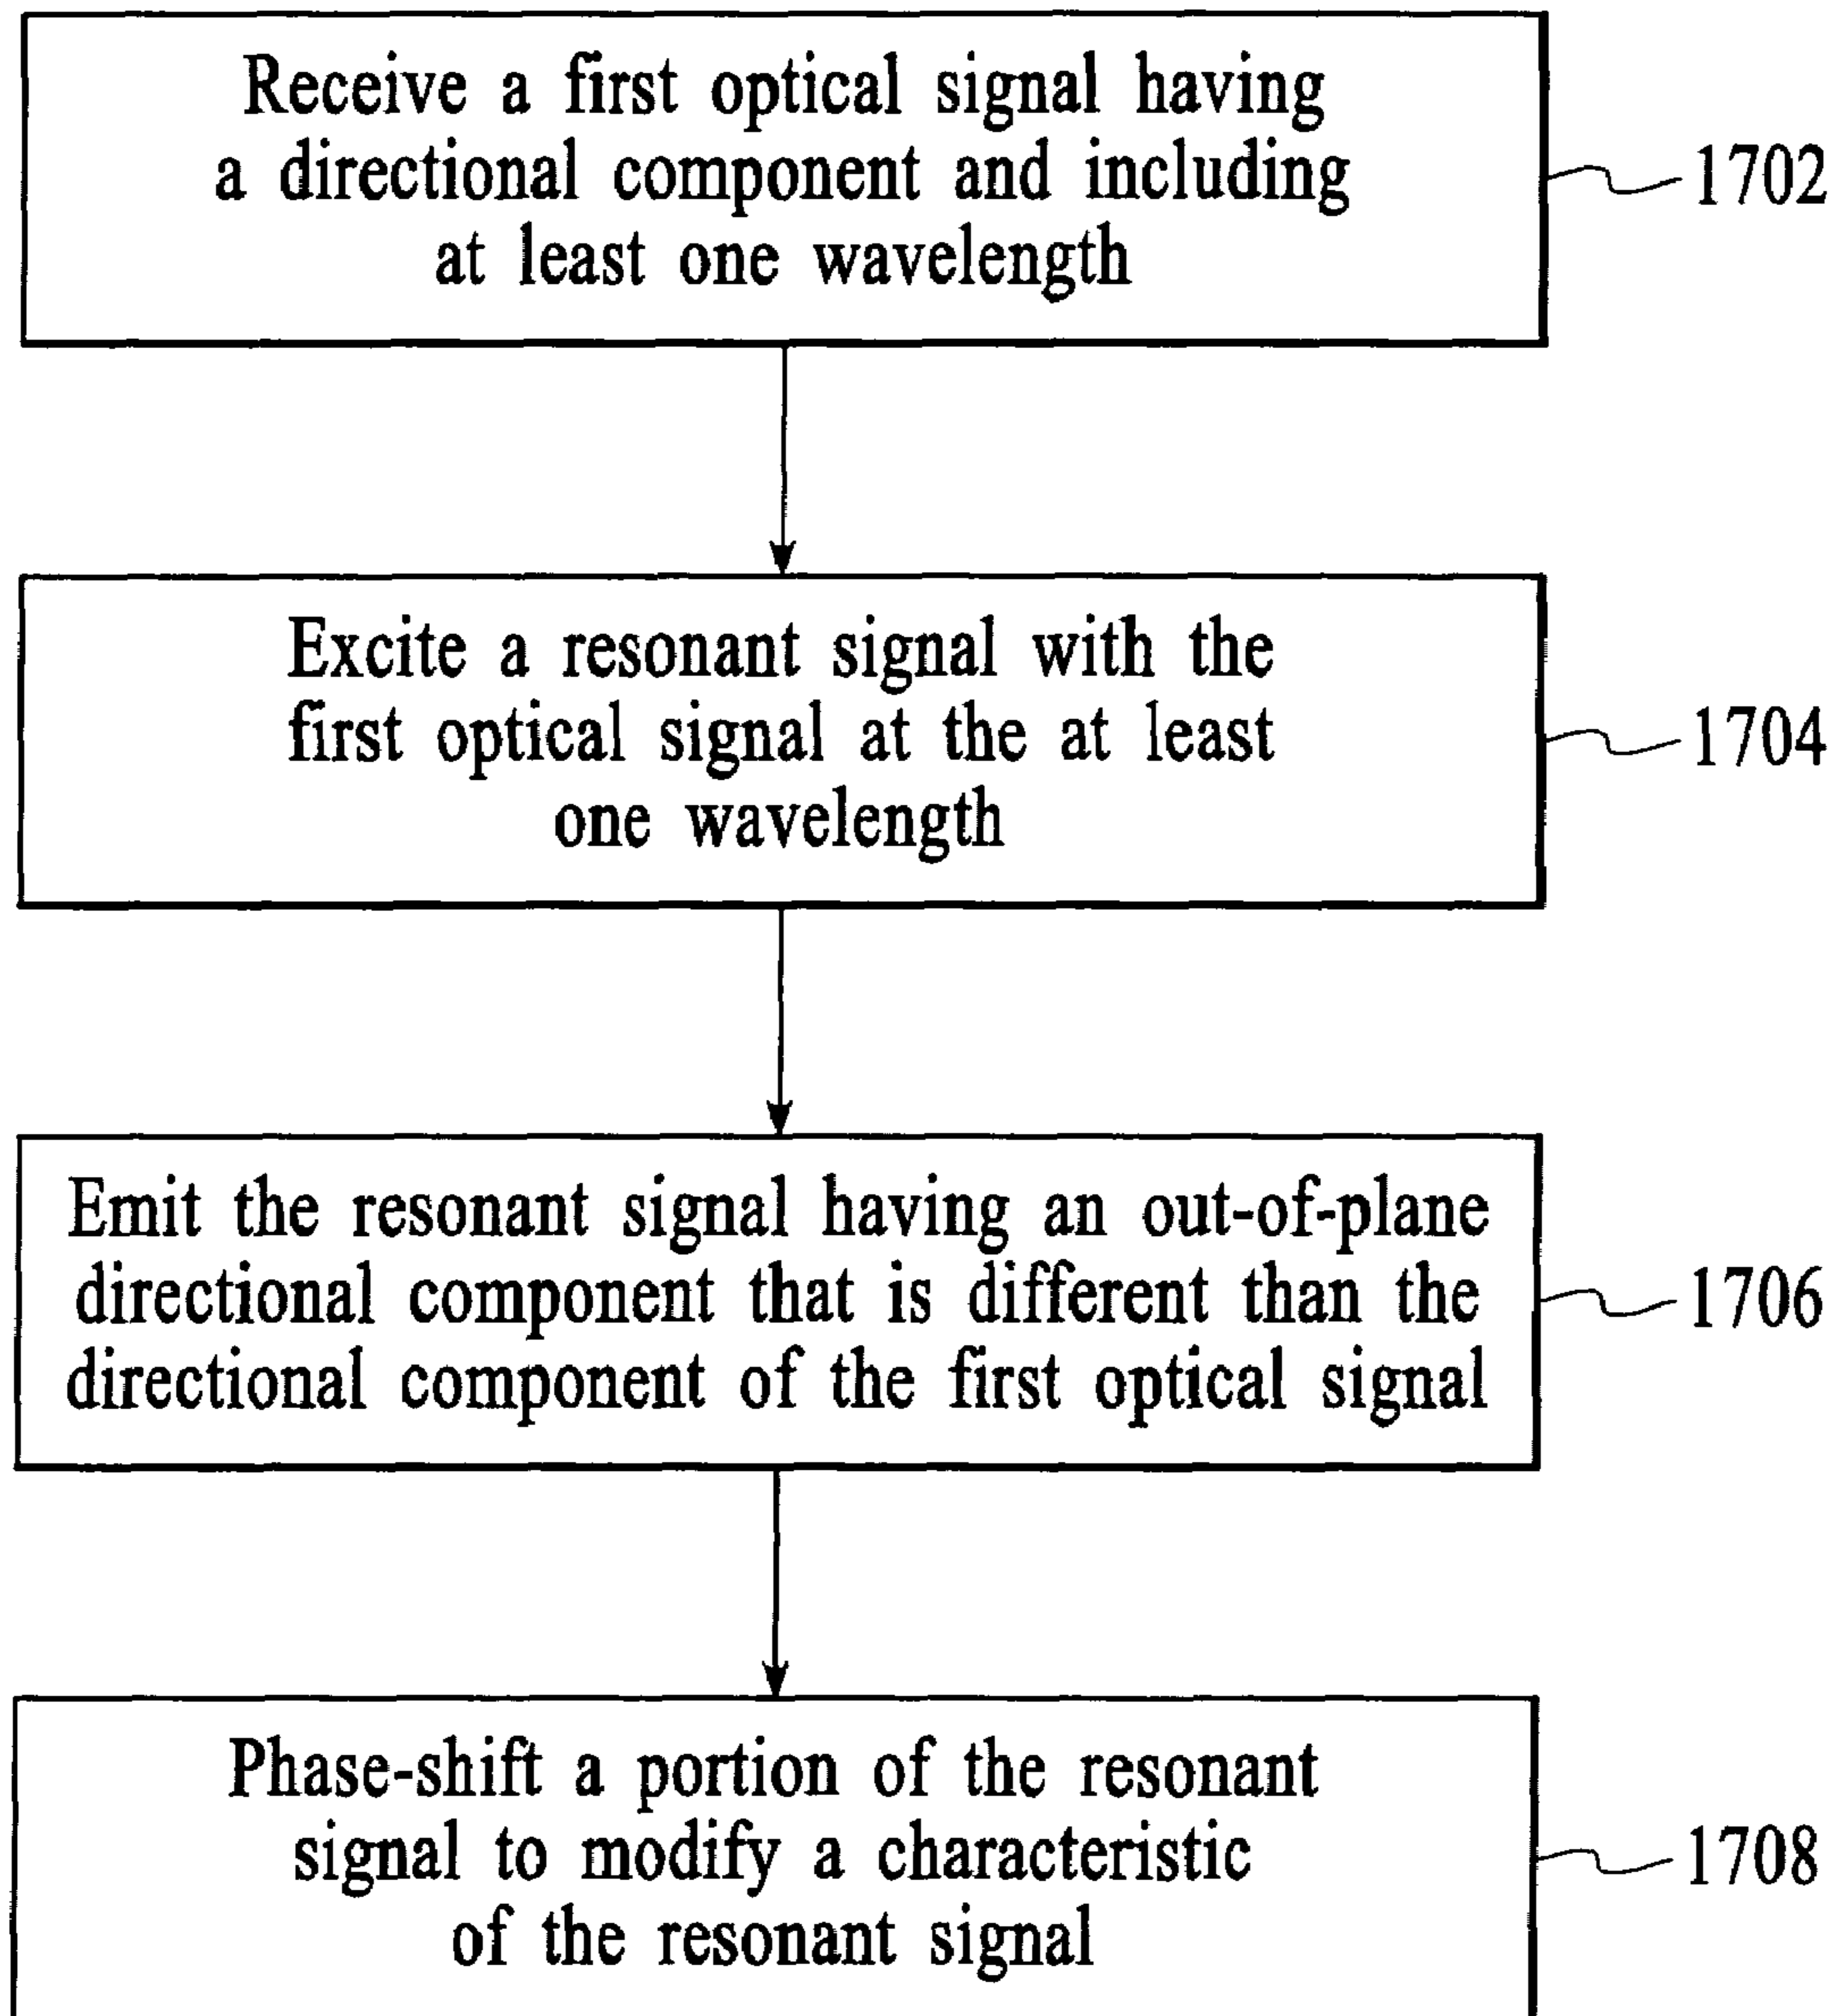 Receive a first optical signal having
a directional component and including
at least one wavelength
1702
Excite a resonant signal with the
first optical signal at the at least
one wavelength
1704
Emit the resonant signal having an out-of-plane
directional component that is different than the
directional component of the first optical signal
1706
Phase-shift a portion of the resonant
signal to modify a characteristic
of the resonant signal
1708